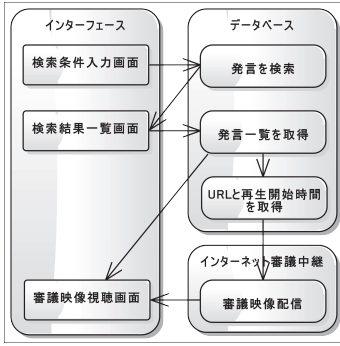 インターフェース
検索条件入力画面
検索結果一覧画面
審議映像視聴画面
データベース
発言を検索
発言一覧を取得
URLと再生開始時間
を取得
インターネット審議中継
審議映像配信